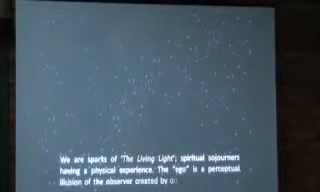 We are sparks of 'The Living Light'; spiritual sojourners
having a physical experience. The "ego" is a perceptual
illusion of the observer created by